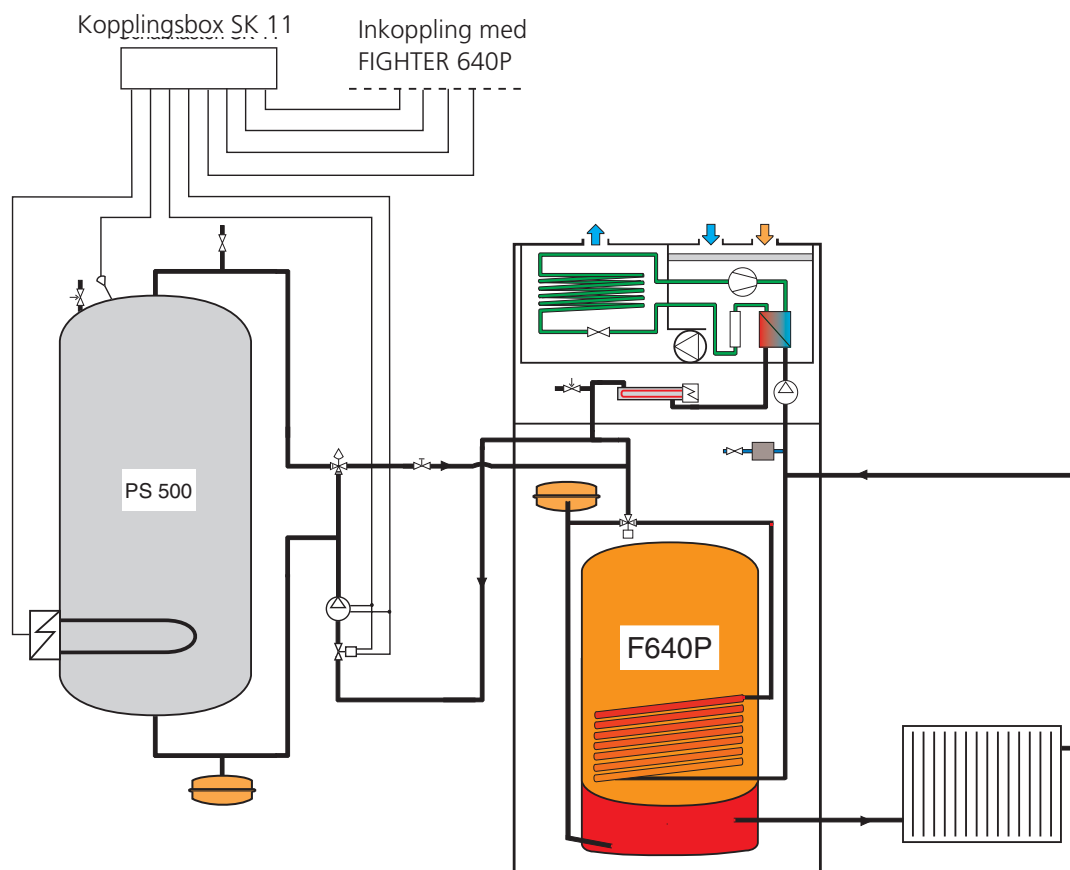 Kopplingsbox SK 11
Inkoppling med
FIGHTER 640P
PS 500
F640P